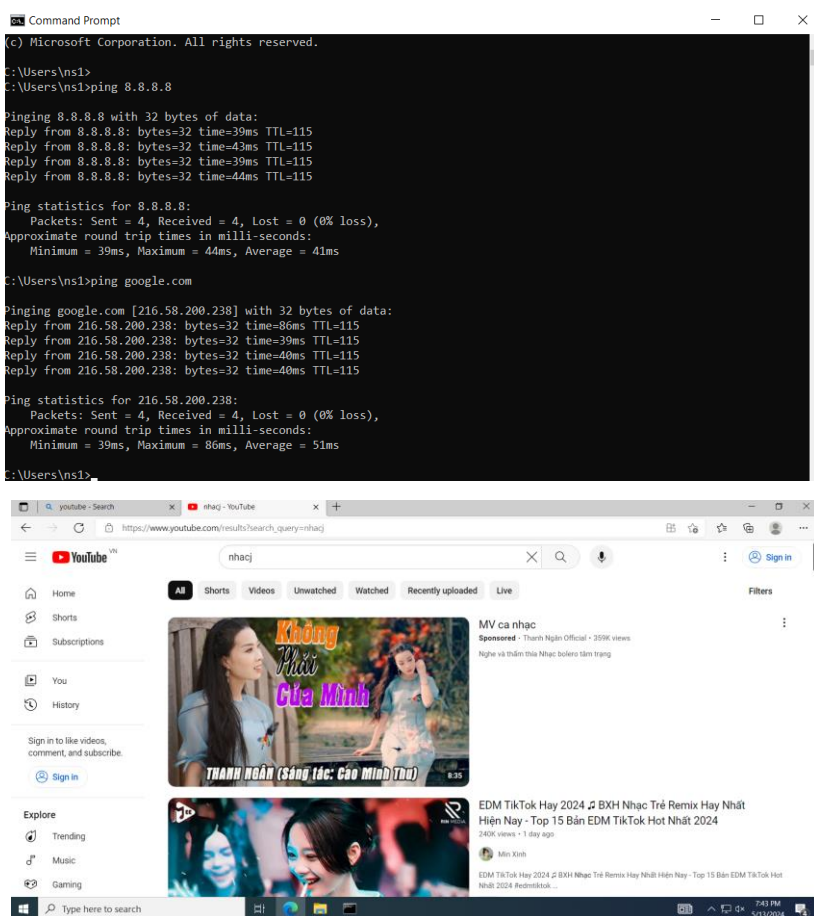 Command Prompt
(c) Microsoft Corporation. All rights reserved.
C:\Users\ns1>
C:\Users\ns1>ping 8.8.8.8
Pinging 8.8.8.8 with 32 bytes of data:
Reply from 8.8.8.8: bytes=32 time=39ms TTL=115
Reply from 8.8.8.8: bytes=32 time=43ms TTL=115
Reply from 8.8.8.8: bytes=32 time=39ms TTL=115
Reply from 8.8.8.8: bytes=32 time=44ms TTL=115
Ping statistics for 8.8.8.8:
Packets: Sent = 4, Received = 4, Lost = 0 (0% loss),
Approximate round trip times in milli-seconds:
Minimum = 39ms, Maximum = 44ms, Average = 41ms
C:\Users\ns1>ping google.com
Pinging google.com [216.58.200.238] with 32 bytes of data:
Reply from 216.58.200.238: bytes=32 time=86ms TTL=115
Reply from 216.58.200.238: bytes=32 time=39ms TTL=115
Reply from 216.58.200.238: bytes=32 time=40ms TTL=115
Reply from 216.58.200.238: bytes=32 time=40ms TTL=115
Ping statistics for 216.58.200.238:
Packets: Sent = 4, Received = 4, Lost = 0 (0% loss),
Approximate round trip times in milli-seconds:
Minimum = 39ms, Maximum = 86ms, Average = 51ms
C:\Users\ns1>
youtube - Search
nhacj - YouTube
https://www.youtube.com/results?search_query=nhacj
YouTube VN
nhacj
Sign in
Home
Shorts
Subscriptions
You
History
Sign in to like videos,
comment, and subscribe.
Sign in
Explore
Trending
Music
Gaming
All Shorts Videos Unwatched Watched Recently uploaded Live
Filters
Không
Phải
Của Mình
THANH NGÂN (Sáng tác: Cao Minh Thu)
8:35
MV ca nhạc
Sponsored · Thanh Ngân Official · 359K views
Nghe và thấm thía Nhạc bolero tâm trạng
EDM TikTok Hay 2024 ♫ BXH Nhạc Trẻ Remix Hay Nhất
Hiện Nay - Top 15 Bản EDM TikTok Hot Nhất 2024
240K views · 1 day ago
Min Xinh
EDM TikTok Hay 2024 ♫ BXH Nhạc Trẻ Remix Hay Nhất Hiện Nay - Top 15 Bản EDM TikTok Hot
Nhất 2024 #edmtiktok ...
Type here to search
7:43 PM
5/13/2024